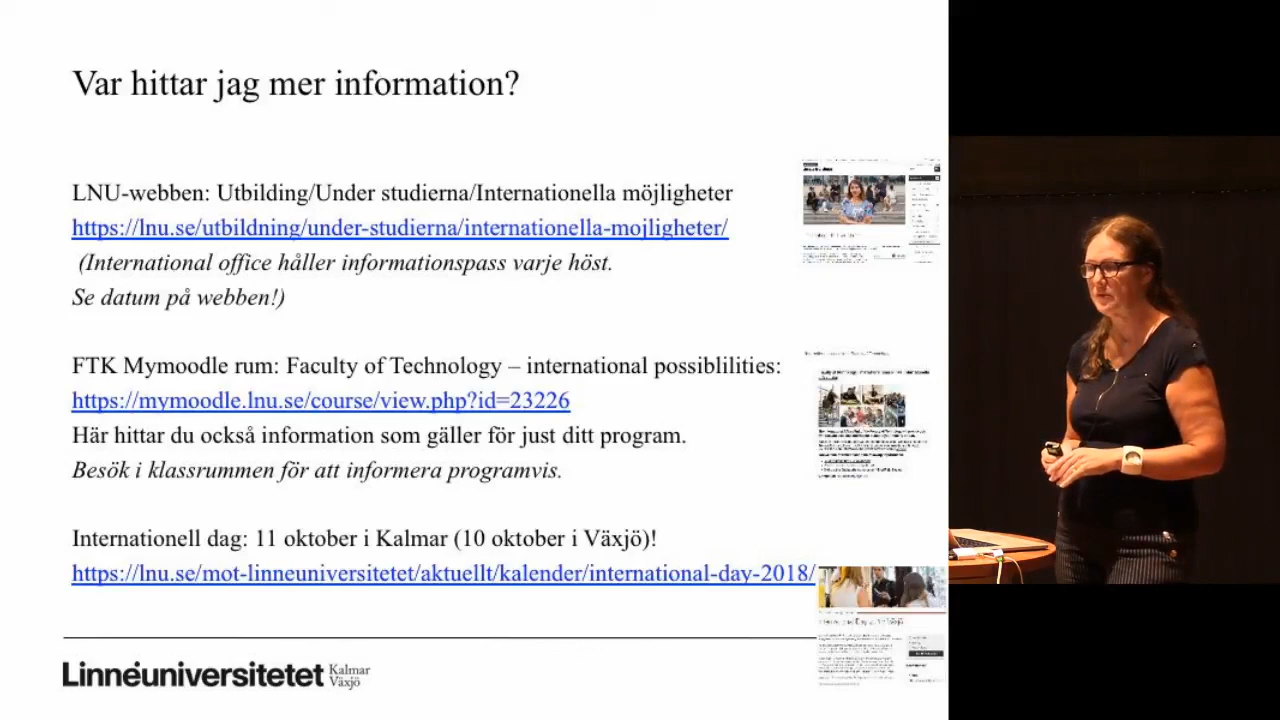 Var hittar jag mer information?
LNU-webben: Utbilding/Under studierna/Internationella möjligheter
https://lnu.se/utbildning/under-studierna/internationella-mojligheter/
(International office håller informationspass varje höst.
Se datum på webben!)
FTK Mymoodle rum: Faculty of Technology – international possiblilities:
https://mymoodle.lnu.se/course/view.php?id=23226
Här hittar du också information som gäller för just ditt program.
Besök i kursrummen för att informera programvis.
Internationell dag: 11 oktober i Kalmar (10 oktober i Växjö)!
https://lnu.se/mot-linneuniversitetet/aktuellt/kalender/international-day-2018/
Linnéuniversitetet Kalmar
Växjö